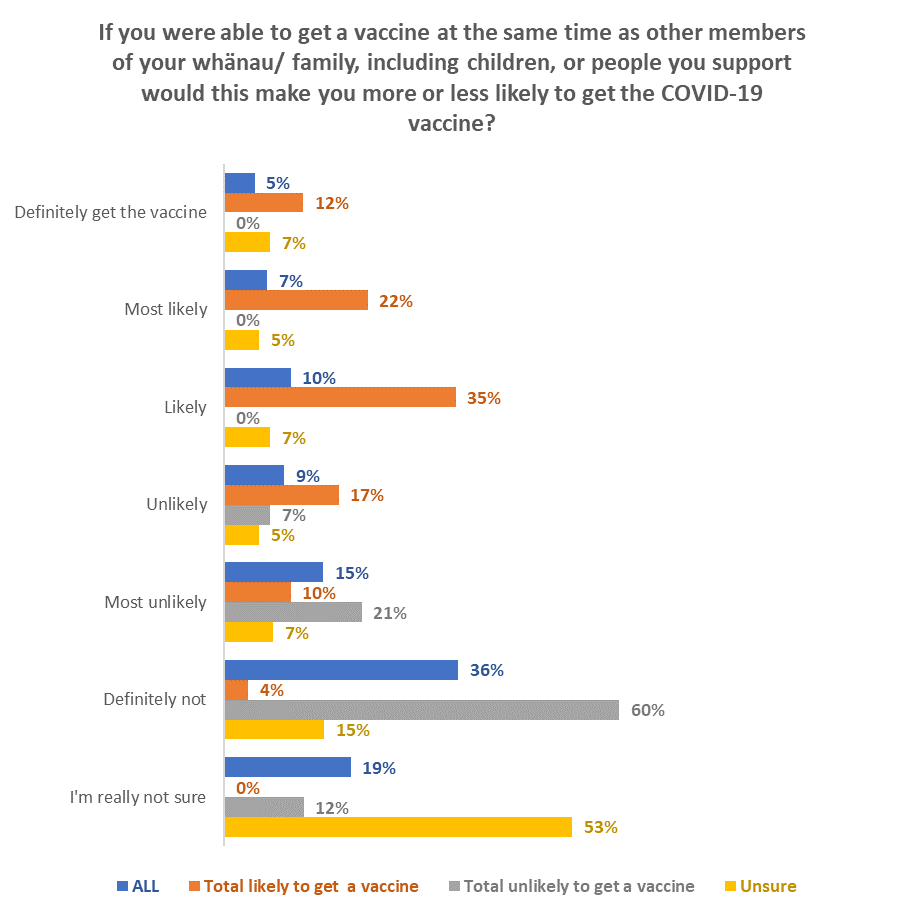 If you were able to get a vaccine at the same time as other members
of your whänau/ family, including children, or people you support
would this make you more or less likely to get the COVID-19
vaccine?
Definitely get the vaccine
5%
12%
0%
7%
Most likely
7%
22%
0%
5%
Likely
10%
35%
0%
7%
Unlikely
9%
17%
7%
5%
Most unlikely
15%
10%
21%
7%
Definitely not
36%
4%
60%
15%
I'm really not sure
19%
0%
12%
53%
ALL Total likely to get a vaccine Total unlikely to get a vaccine Unsure